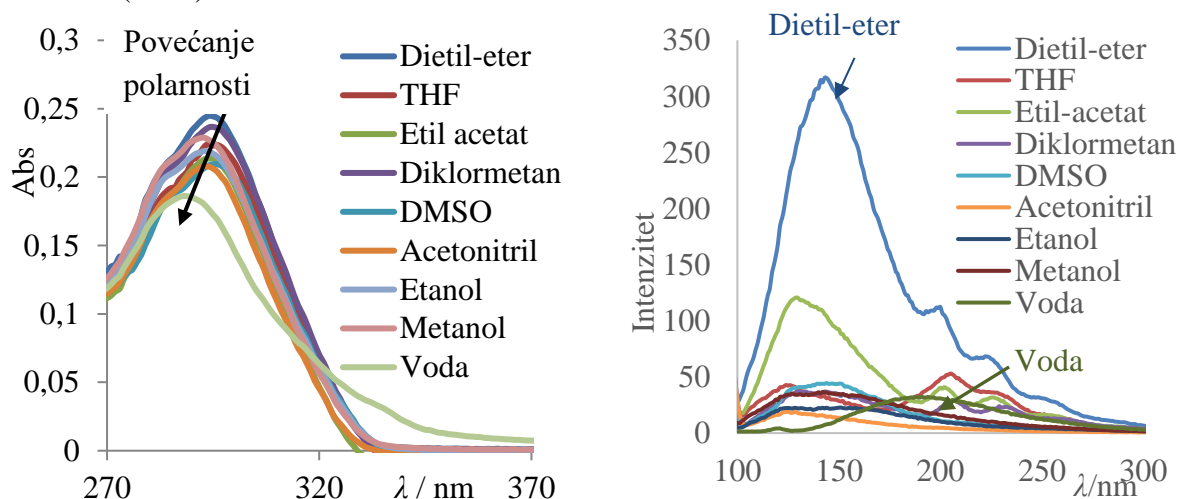 0,3
0,25
0,2
0,15
0,1
0,05
0
Abs
270
320
370
λ / nm
Povećanje
polarnosti
Dietil-eter
THF
Etil acetat
Diklormetan
DMSO
Acetonitril
Etanol
Metanol
Voda
Dietil-eter
350
300
250
200
150
100
50
0
Intenzitet
100
150
200
250
300
λ/nm
Dietil-eter
THF
Etil-acetat
Diklormetan
DMSO
Acetonitril
Etanol
Metanol
Voda
Voda